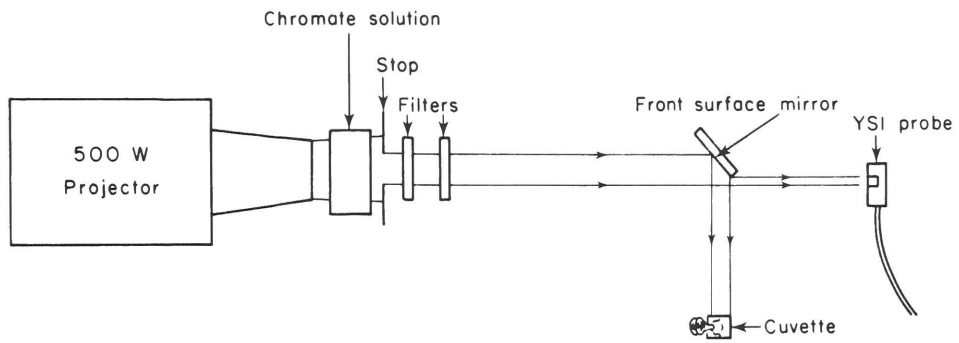 Chromate solution
Stop
Filters
Front surface mirror
YSI probe
500 W
Projector
Cuvette